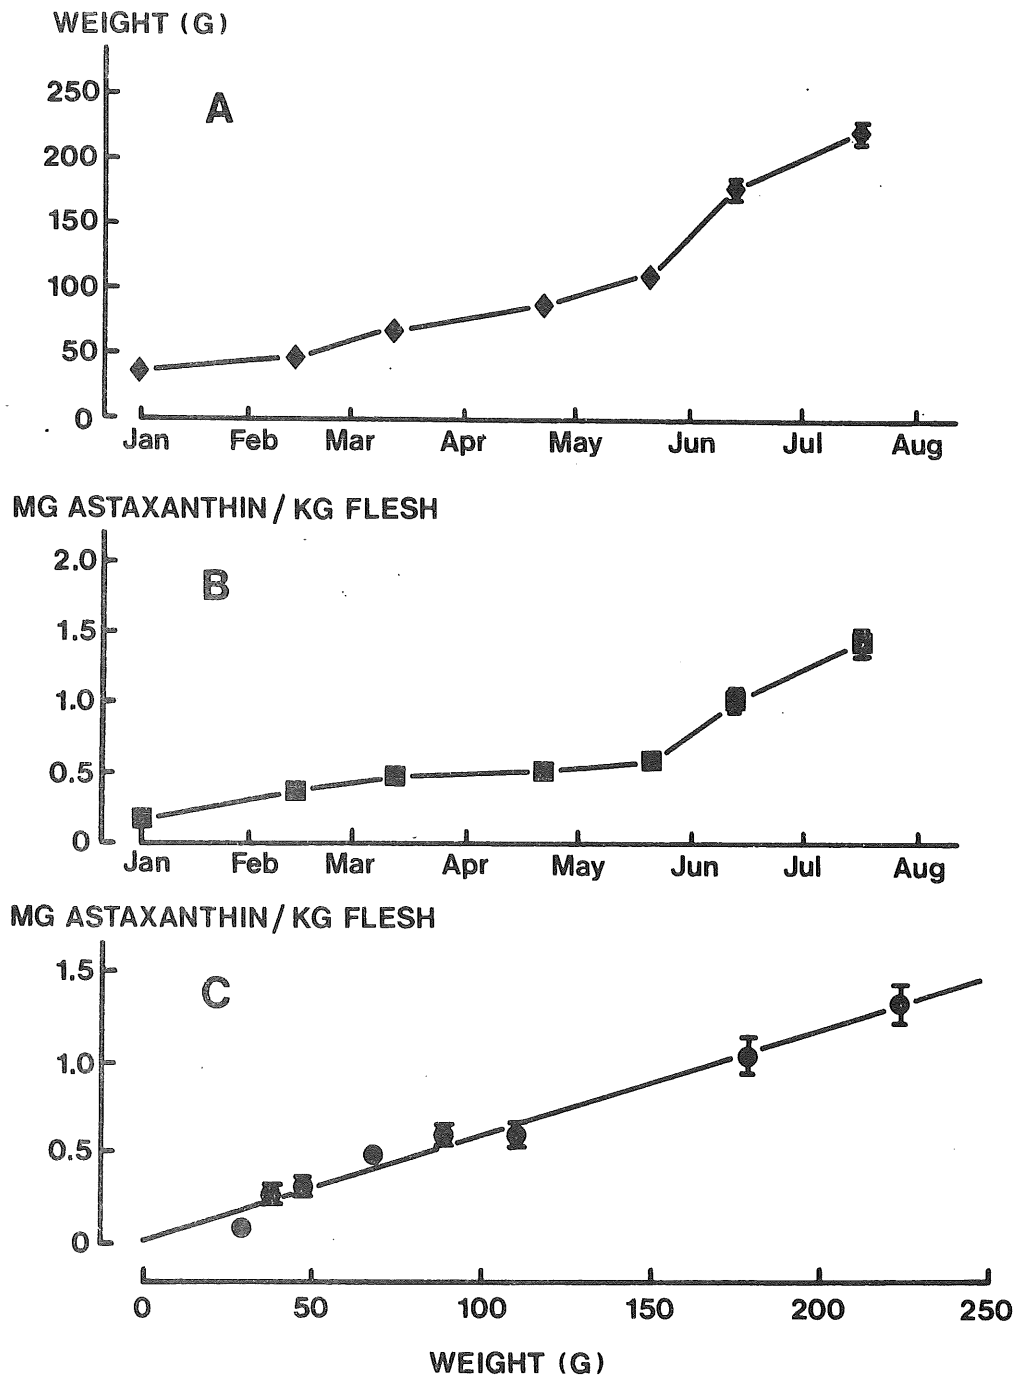 WEIGHT (G)
A
250
200
150
100
50
0
Jan Feb Mar Apr May Jun Jul Aug
MG ASTAXANTHIN / KG FLESH
B
2.0
1.5
1.0
0.5
0
Jan Feb Mar Apr May Jun Jul Aug
MG ASTAXANTHIN / KG FLESH
C
1.5
1.0
0.5
0
0 50 100 150 200 250
WEIGHT (G)